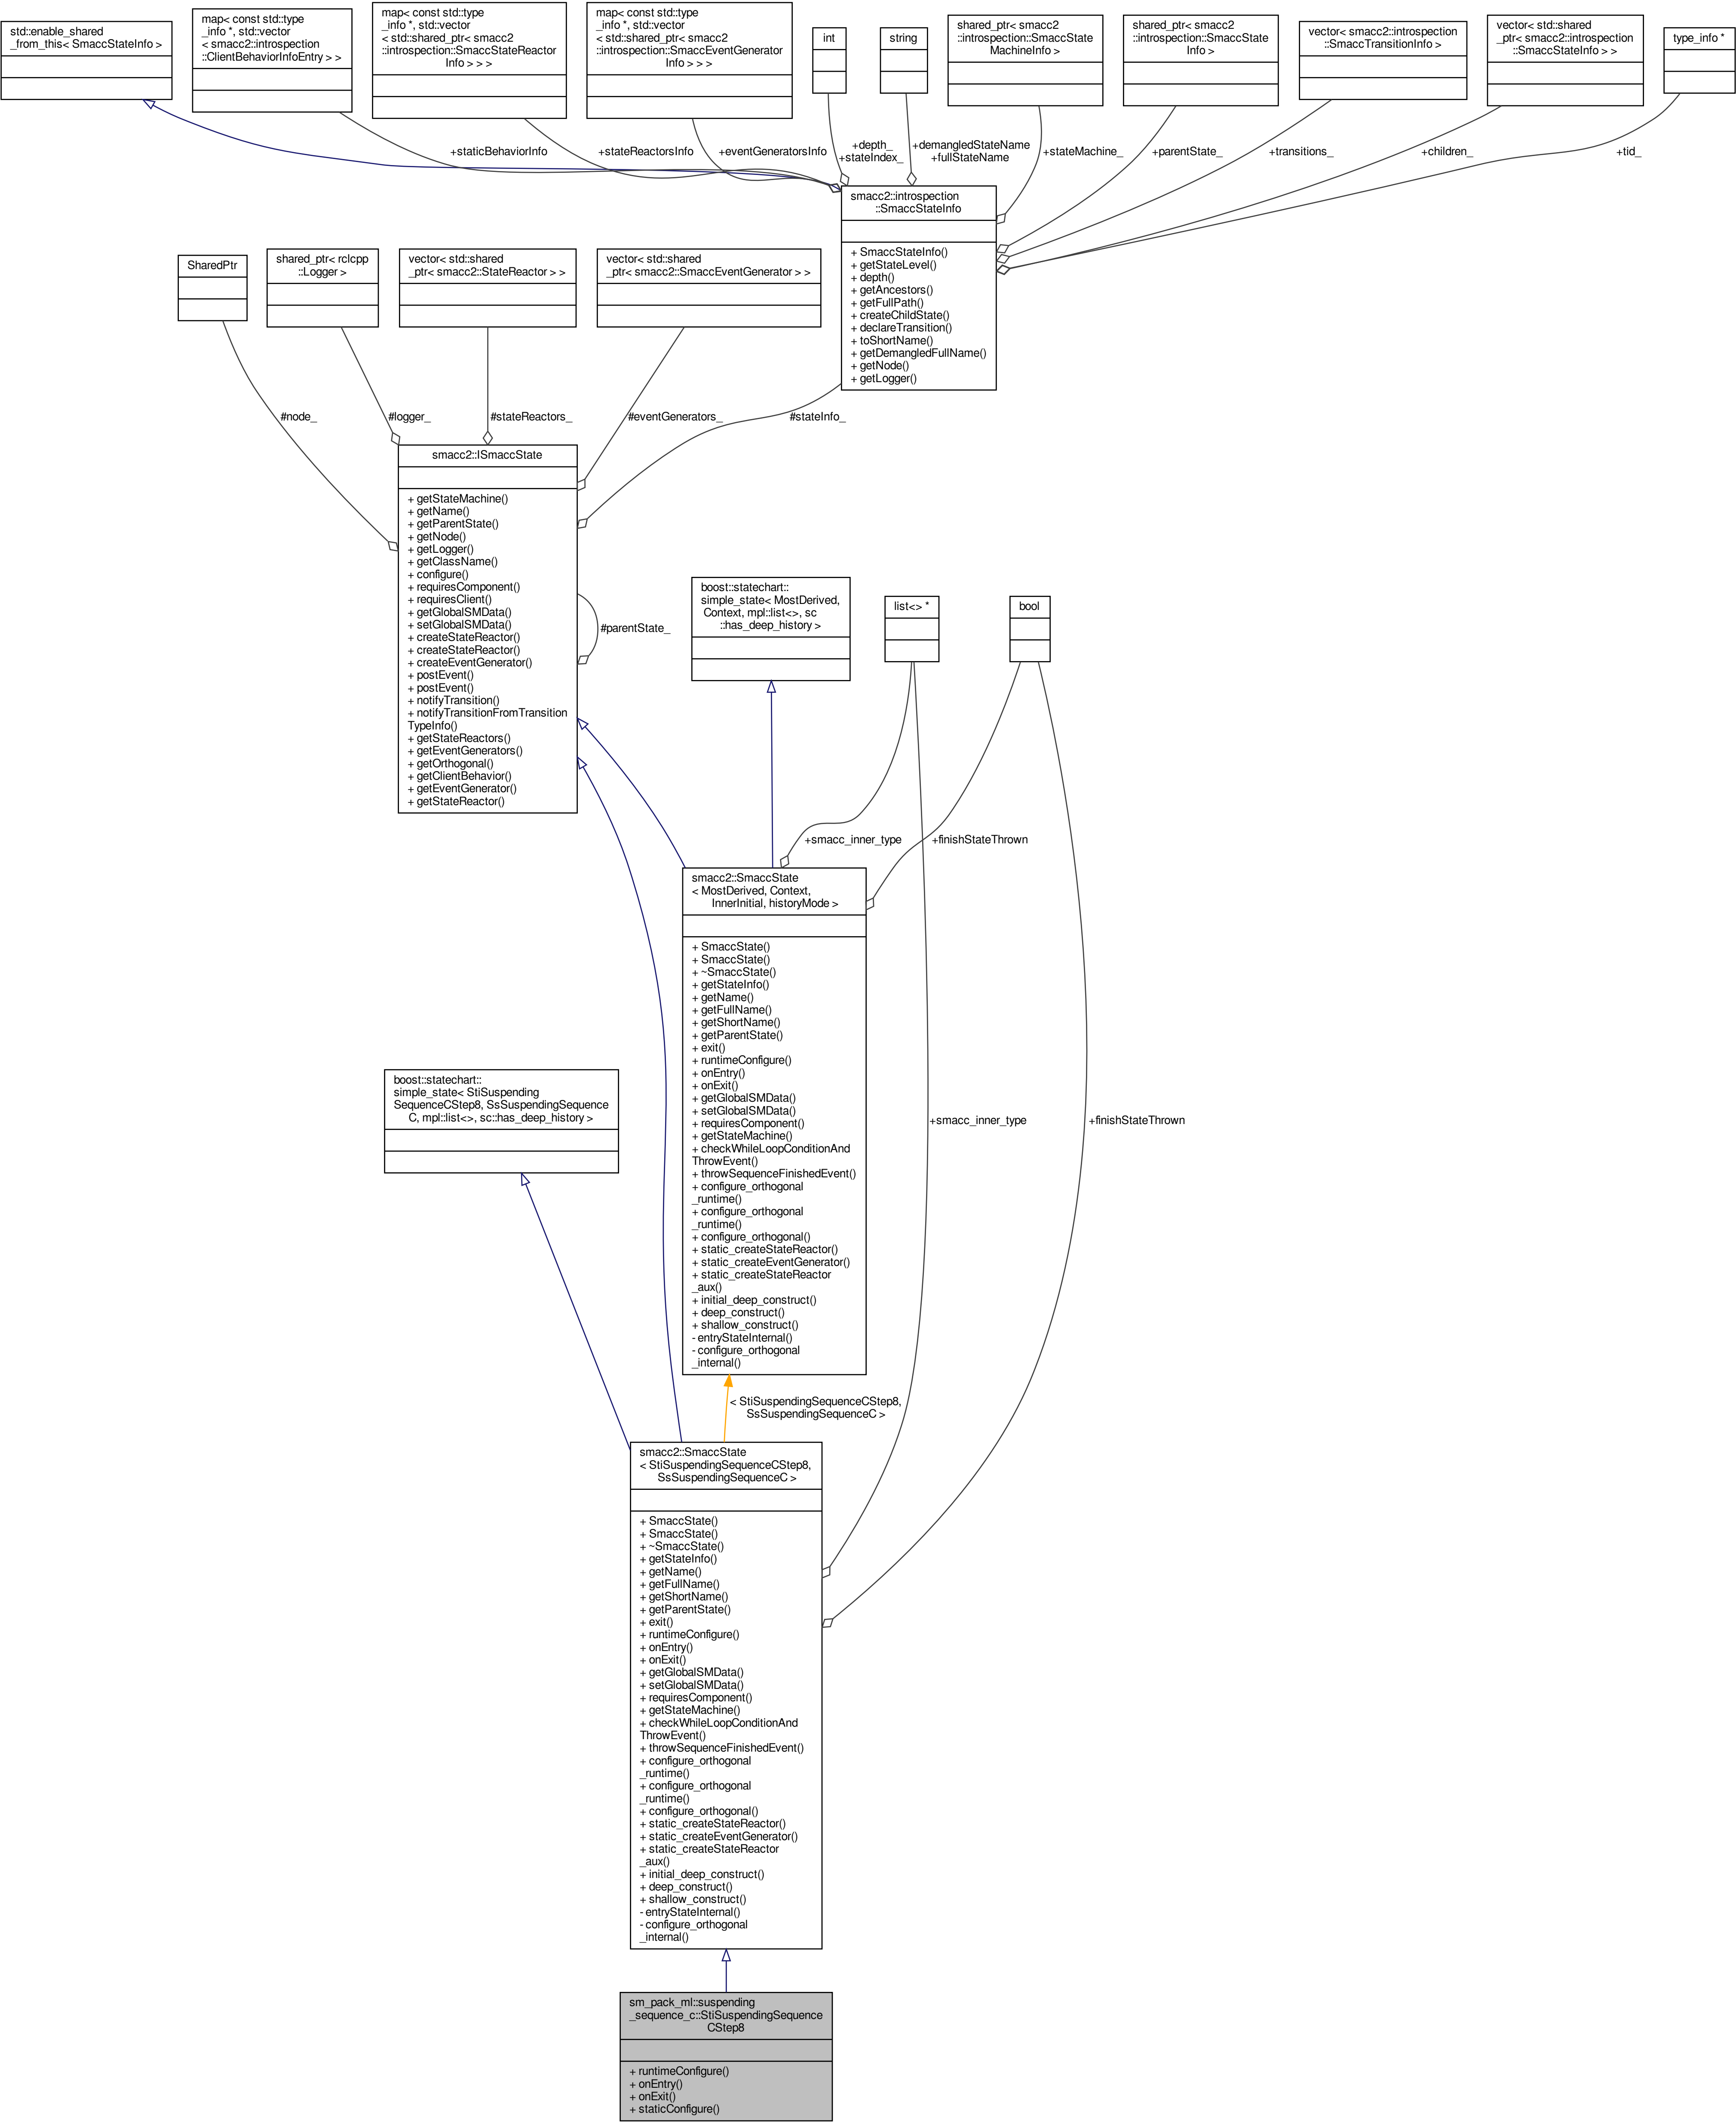 std::enable_shared
_from_this< SmaccStateInfo >
map< const std::type
_info *, std::vector
< smacc2::introspection
::ClientBehaviorInfoEntry > >
map< const std::type
_info *, std::vector
< std::shared_ptr< smacc2
::introspection::SmaccStateReactor
Info > > >
map< const std::type
_info *, std::vector
< std::shared_ptr< smacc2
::introspection::SmaccEventGenerator
Info > > >
int
string
shared_ptr< smacc2
::introspection::SmaccState
MachineInfo >
shared_ptr< smacc2
::introspection::SmaccState
Info >
vector< smacc2::introspection
::SmaccTransitionInfo >
vector< std::shared
_ptr< smacc2::introspection
::SmaccStateInfo > >
type_info *
+staticBehaviorInfo
+stateReactorsInfo
+eventGeneratorsInfo
+depth_
+stateIndex_
+demangledStateName
+fullStateName
+stateMachine_
+parentState_
+transitions_
+children_
+tid_
smacc2::introspection
::SmaccStateInfo
+ SmaccStateInfo()
+ getStateLevel()
+ depth()
+ getAncestors()
+ getFullPath()
+ createChildState()
+ declareTransition()
+ toShortName()
+ getDemangledFullName()
+ getNode()
+ getLogger()
SharedPtr
shared_ptr< rclcpp
::Logger >
vector< std::shared
_ptr< smacc2::StateReactor > >
vector< std::shared
_ptr< smacc2::SmaccEventGenerator > >
#node_
#logger_
#stateReactors_
#eventGenerators_
#stateInfo_
smacc2::ISmaccState
+ getStateMachine()
+ getName()
+ getParentState()
+ getNode()
+ getLogger()
+ getClassName()
+ configure()
+ requiresComponent()
+ requiresClient()
+ getGlobalSMData()
+ setGlobalSMData()
+ createStateReactor()
+ createStateReactor()
+ createEventGenerator()
+ postEvent()
+ postEvent()
+ notifyTransition()
+ notifyTransitionFromTransition
TypeInfo()
+ getStateReactors()
+ getEventGenerators()
+ getOrthogonal()
+ getClientBehavior()
+ getEventGenerator()
+ getStateReactor()
#parentState_
boost::statechart::
simple_state< MostDerived,
Context, mpl::list<>, sc
::has_deep_history >
list<> *
bool
+smacc_inner_type
+finishStateThrown
smacc2::SmaccState
< MostDerived, Context,
InnerInitial, historyMode >
+ SmaccState()
+ SmaccState()
+ ~SmaccState()
+ getStateInfo()
+ getName()
+ getFullName()
+ getShortName()
+ getParentState()
+ exit()
+ runtimeConfigure()
+ onEntry()
+ onExit()
+ getGlobalSMData()
+ setGlobalSMData()
+ requiresComponent()
+ getStateMachine()
+ checkWhileLoopConditionAnd
ThrowEvent()
+ throwSequenceFinishedEvent()
+ configure_orthogonal
_runtime()
+ configure_orthogonal
_runtime()
+ configure_orthogonal()
+ static_createStateReactor()
+ static_createEventGenerator()
+ static_createStateReactor
_aux()
+ initial_deep_construct()
+ deep_construct()
+ shallow_construct()
- entryStateInternal()
- configure_orthogonal
_internal()
boost::statechart::
simple_state< StiSuspending
SequenceCStep8, SsSuspendingSequence
C, mpl::list<>, sc::has_deep_history >
+smacc_inner_type
+finishStateThrown
< StiSuspendingSequenceCStep8,
SsSuspendingSequenceC >
smacc2::SmaccState
< StiSuspendingSequenceCStep8,
SsSuspendingSequenceC >
+ SmaccState()
+ SmaccState()
+ ~SmaccState()
+ getStateInfo()
+ getName()
+ getFullName()
+ getShortName()
+ getParentState()
+ exit()
+ runtimeConfigure()
+ onEntry()
+ onExit()
+ getGlobalSMData()
+ setGlobalSMData()
+ requiresComponent()
+ getStateMachine()
+ checkWhileLoopConditionAnd
ThrowEvent()
+ throwSequenceFinishedEvent()
+ configure_orthogonal
_runtime()
+ configure_orthogonal
_runtime()
+ configure_orthogonal()
+ static_createStateReactor()
+ static_createEventGenerator()
+ static_createStateReactor
_aux()
+ initial_deep_construct()
+ deep_construct()
+ shallow_construct()
- entryStateInternal()
- configure_orthogonal
_internal()
sm_pack_ml::suspending
_sequence_c::StiSuspendingSequence
CStep8
+ runtimeConfigure()
+ onEntry()
+ onExit()
+ staticConfigure()